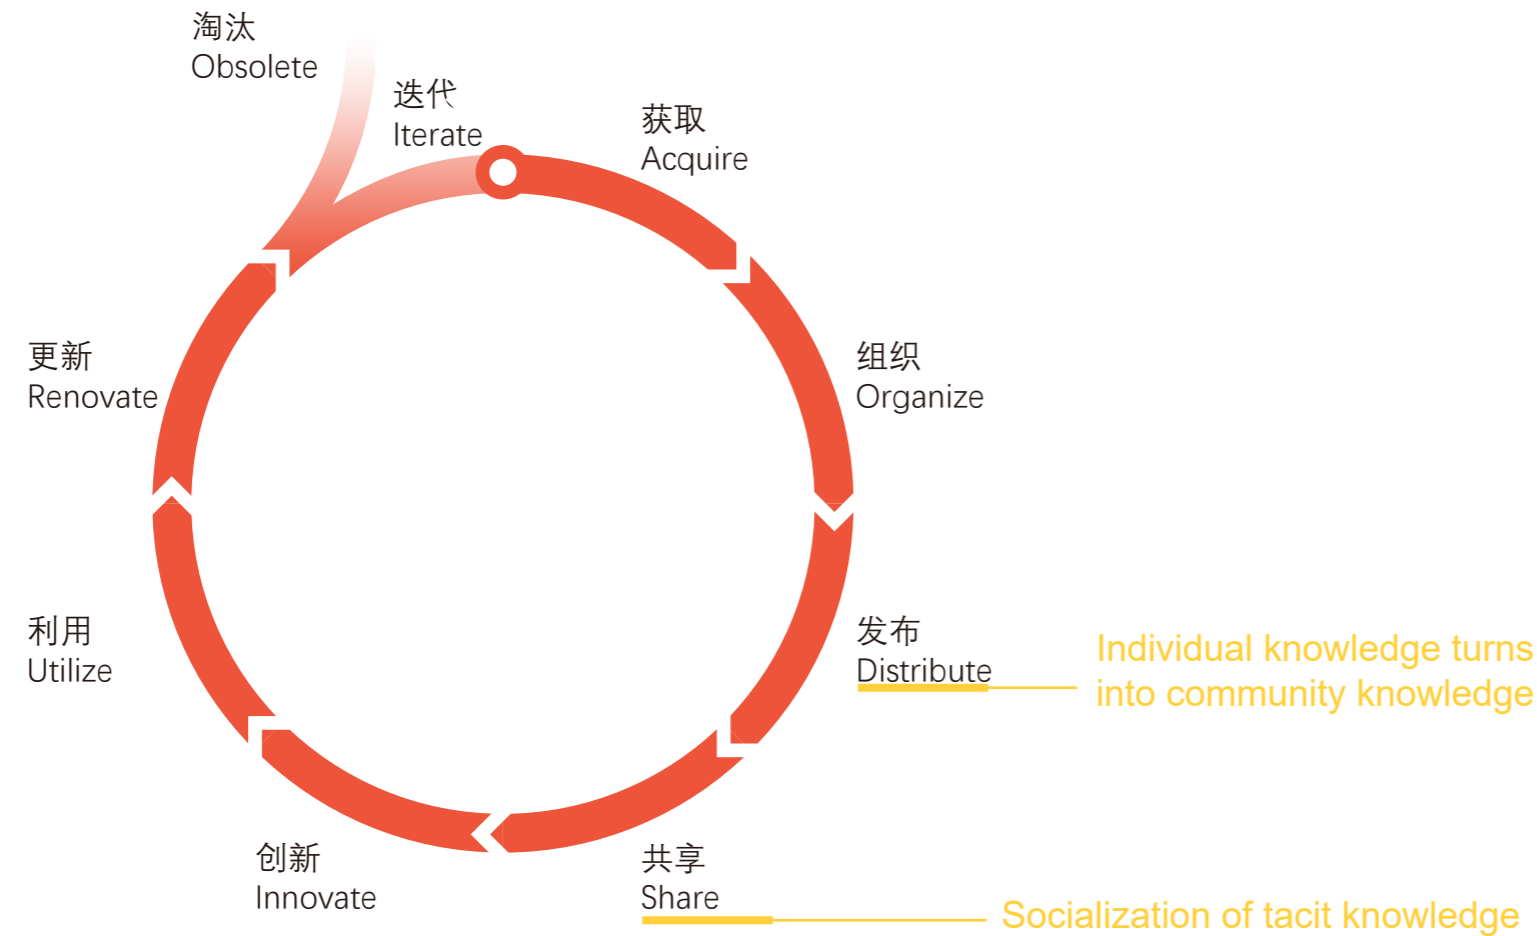 淘汰
Obsolete
迭代
Iterate
获取
Acquire
组织
Organize
发布
Distribute
Individual knowledge turns
into community knowledge
共享
Share
Socialization of tacit knowledge
创新
Innovate
利用
Utilize
更新
Renovate